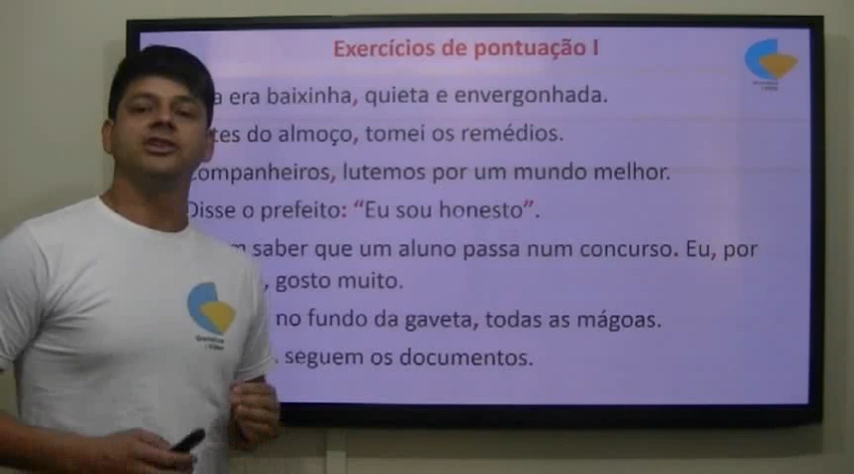 Exercícios de pontuação I
era baixinha, quieta e envergonhada.
do almoço, tomei os remédios.
companheiros, lutemos por um mundo melhor.
Disse o prefeito: “Eu sou honesto”.
saber que um aluno passa num concurso. Eu, por
, gosto muito.
no fundo da gaveta, todas as mágoas.
seguem os documentos.